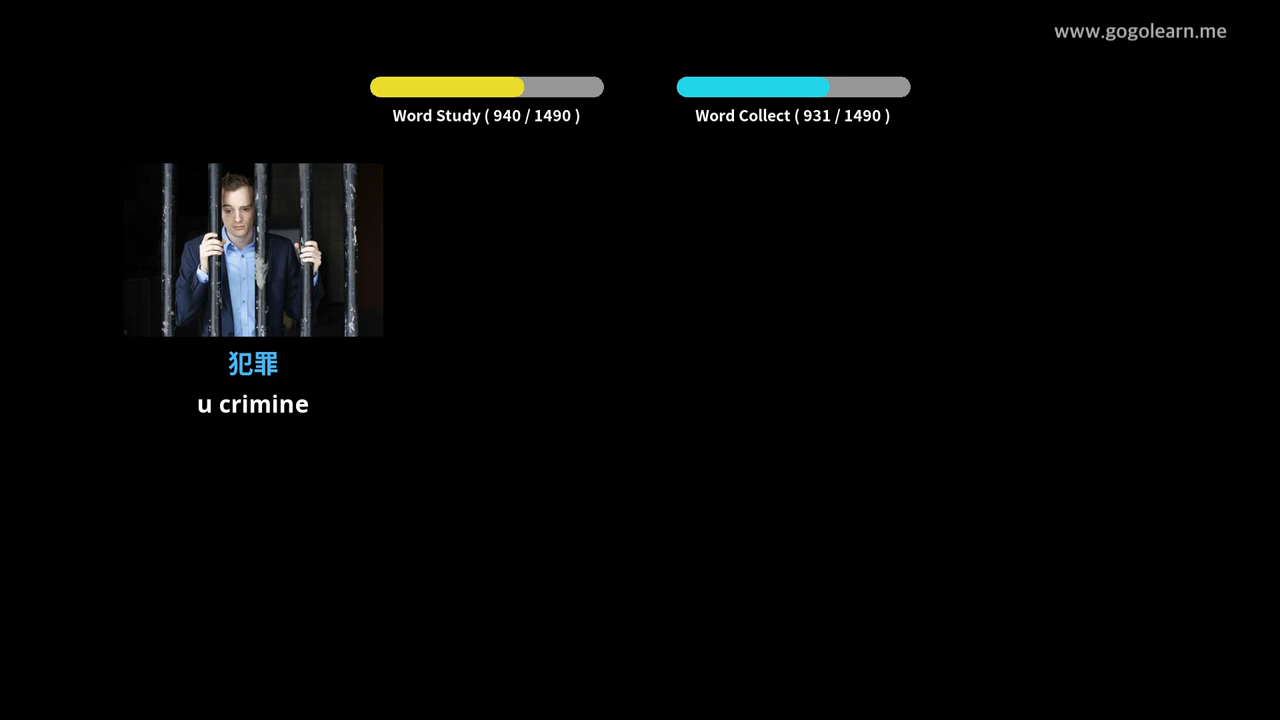 www.gogolearn.me
Word Study ( 940 / 1490 )
Word Collect ( 931 / 1490 )
犯罪
u crimine